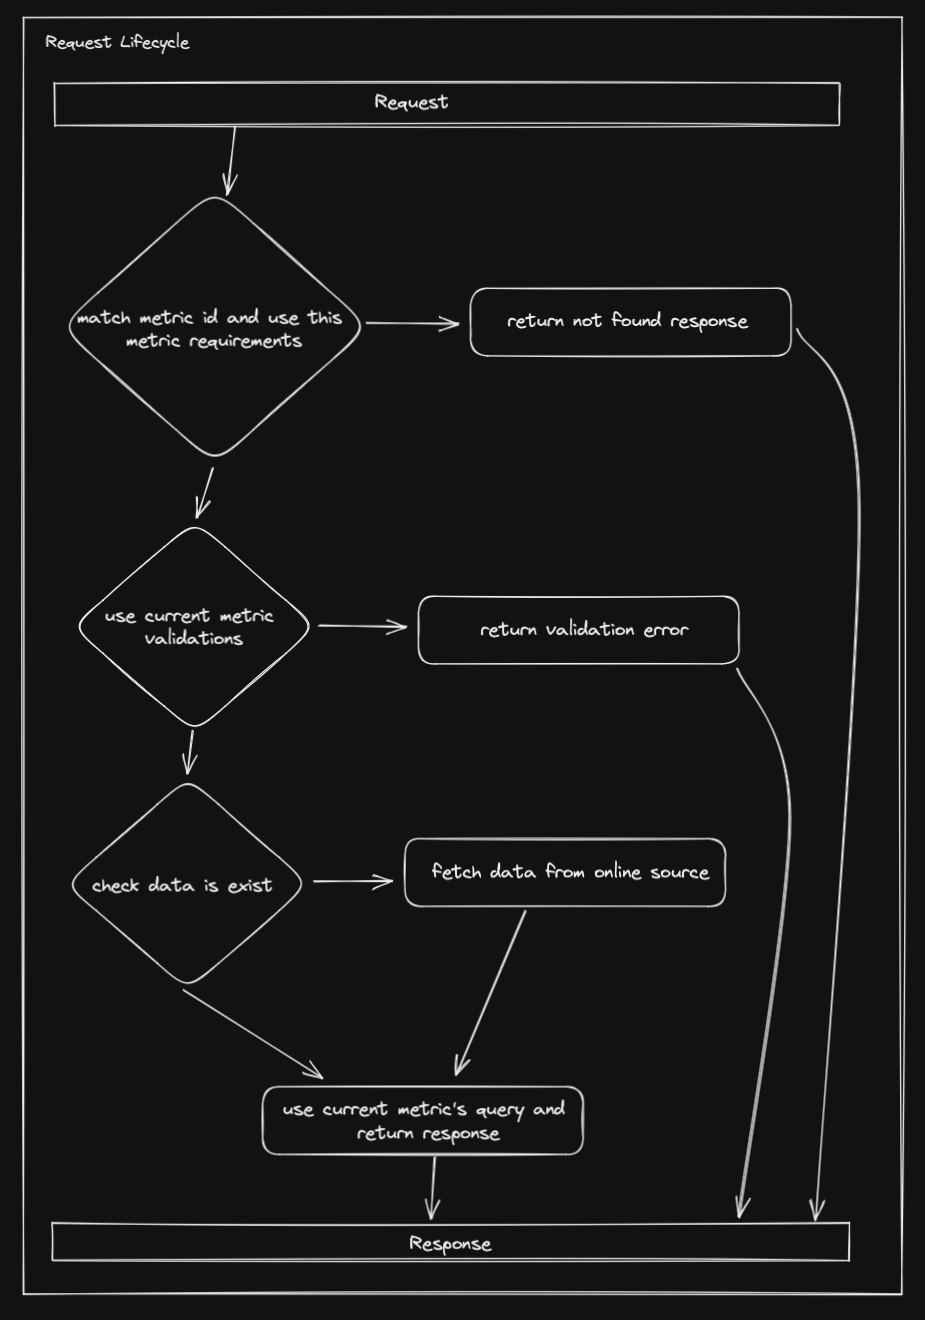 Request Lifecycle
Request
match metric id and use this
metric requirements
return not found response
use current metric
validations
return validation error
check data is exist
fetch data from online source
use current metric's query and
return response
Response